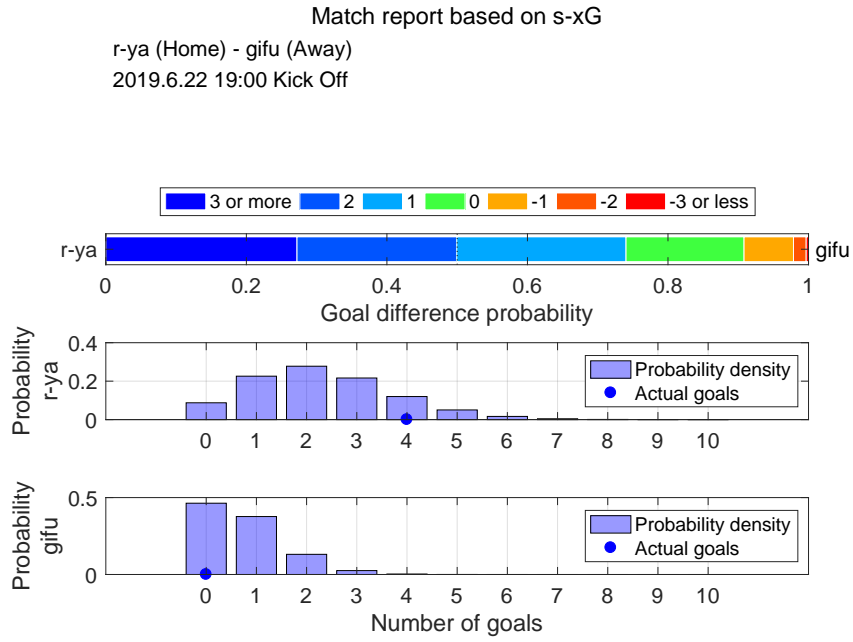 Match report based on s-xG
r-ya (Home) - gifu (Away)
2019.6.22 19:00 Kick Off
3 or more 2 1 0 -1 -2 -3 or less
r-ya gifu
0 0.2 0.4 0.6 0.8 1
Goal difference probability
Probability
r-ya
0.4
0.2
0
Probability density
Actual goals
0 1 2 3 4 5 6 7 8 9 10
Probability
gifu
0.5
0
Probability density
Actual goals
0 1 2 3 4 5 6 7 8 9 10
Number of goals